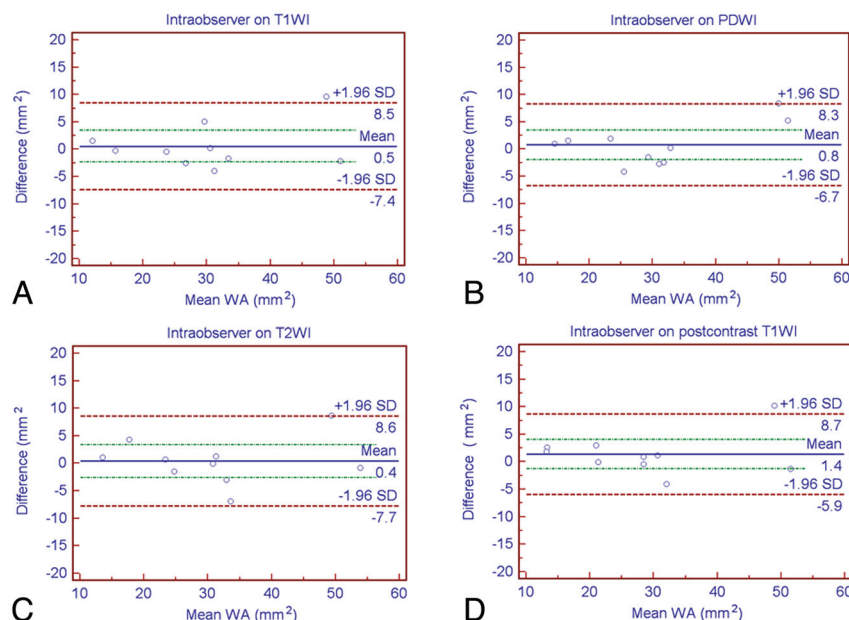 Intraobserver on T1WI
Difference (mm²)
20
15
10
5
0
-5
-10
-15
-20
+1.96 SD
8.5
Mean
0.5
-1.96 SD
-7.4
10 20 30 40 50 60
Mean WA (mm²)
A
Intraobserver on PDWI
Difference (mm²)
20
15
10
5
0
-5
-10
-15
-20
+1.96 SD
8.3
Mean
0.8
-1.96 SD
-6.7
10 20 30 40 50 60
Mean WA (mm²)
B
Intraobserver on T2WI
Difference (mm²
20
15
10
5
0
-5
-10
-15
-20
+1.96 SD
8.6
Mean
0.4
-1.96 SD
-7.7
10 20 30 40 50 60
Mean WA (mm²)
C
Intraobserver on postcontrast T1WI
Difference ( mm²)
20
15
10
5
0
-5
-10
-15
-20
+1.96 SD
8.7
Mean
1.4
-1.96 SD
-5.9
10 20 30 40 50 60
Mean WA (mm²)
D